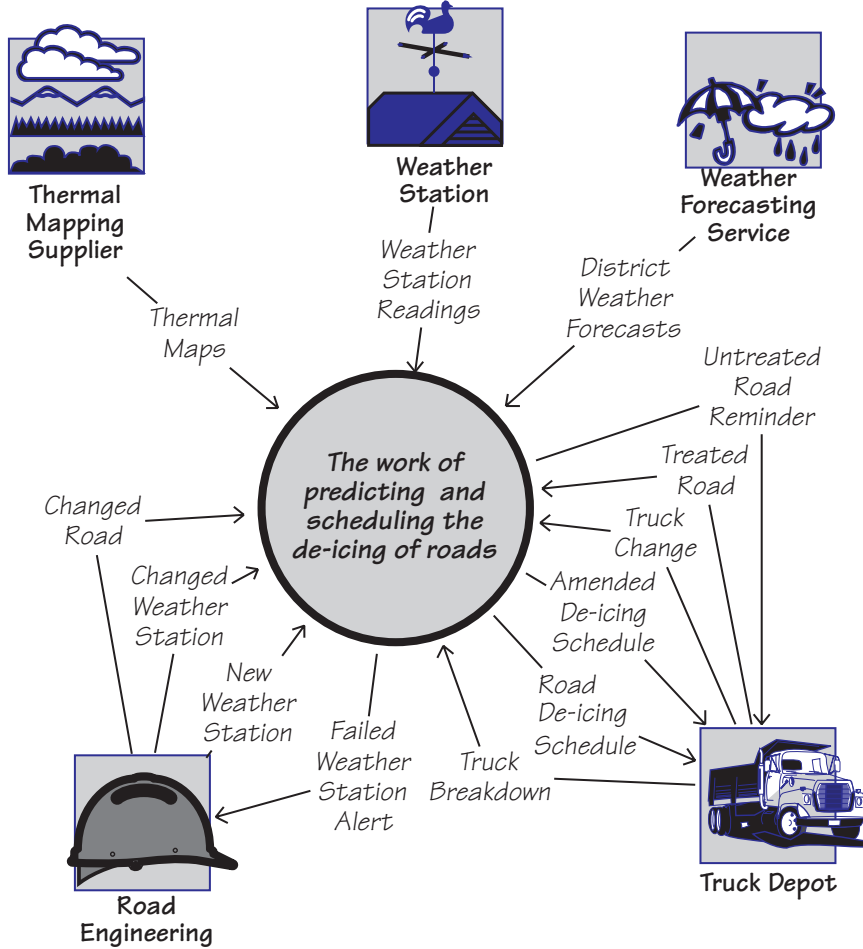 Thermal
Mapping
Supplier
Weather
Station
Weather
Forecasting
Service
Thermal
Maps
Weather
Station
Readings
District
Weather
Forecasts
Untreated
Road
Reminder
The work of
predicting and
scheduling the
de-icing of roads
Treated
Road
Truck
Change
Amended
De-icing
Schedule
Road
De-icing
Schedule
Truck
Breakdown
Failed
Weather
Station
Alert
New
Weather
Station
Changed
Weather
Station
Changed
Road
Road
Engineering
Truck Depot